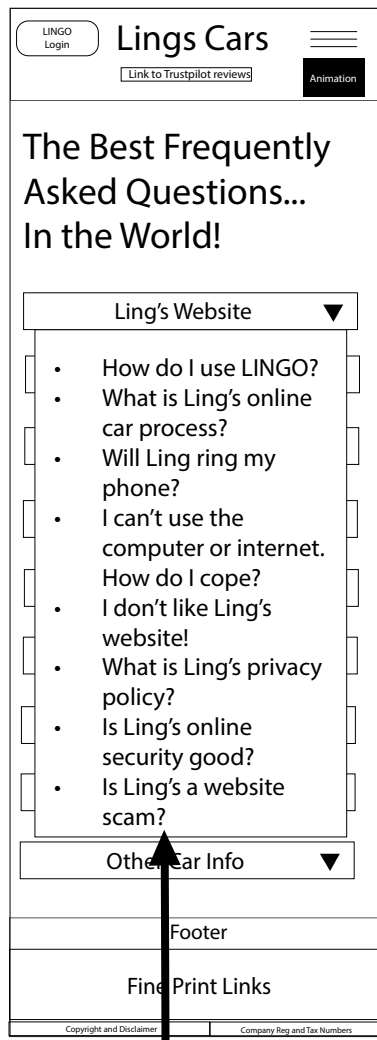 LINGO
Login
Lings Cars
Link to Trustpilot reviews
Animation
The Best Frequently
Asked Questions...
In the World!
Ling's Website
• How do I use LINGO?
• What is Ling's online
car process?
• Will Ling ring my
phone?
• I can't use the
computer or internet.
How do I cope?
• I don't like Ling's
website!
• What is Ling's privacy
policy?
• Is Ling's online
security good?
• Is Ling's a website
scam?
Other Car Info
Footer
Fine Print Links
Copyright and Disclaimer
Company Reg and Tax Numbers